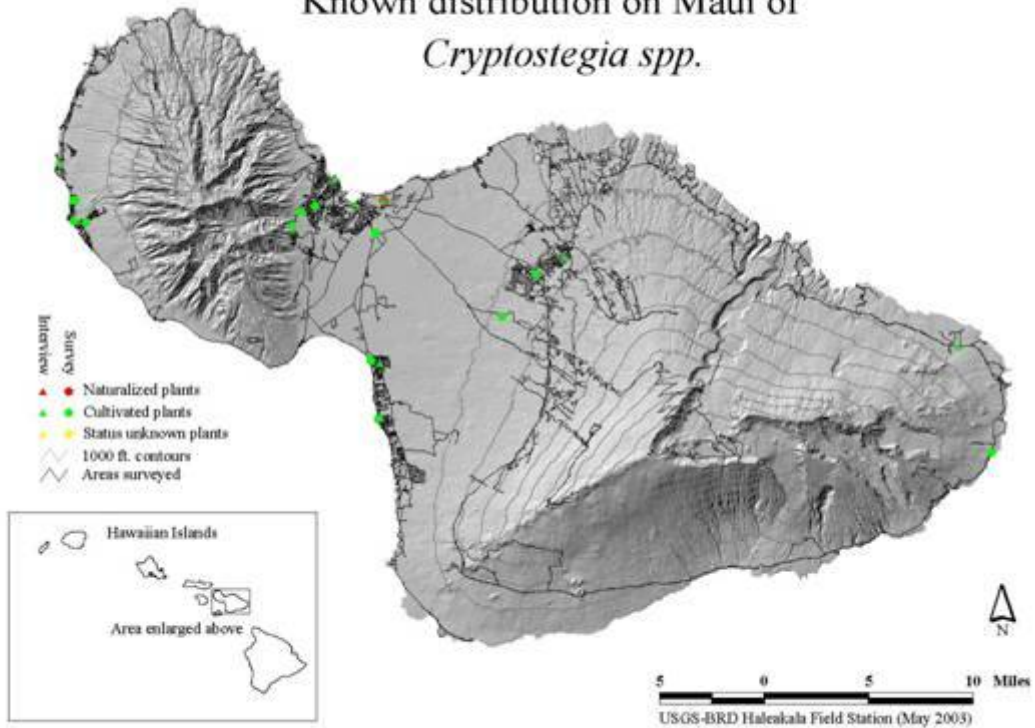 Known distribution on Maui of
Cryptostegia spp.
Interview
Survey
Naturalized plants
Cultivated plants
Status unknown plants
1000 ft. contours
Areas surveyed
Hawaiian Islands
Area enlarged above
N
5 0 5 10 Miles
USGS-BRD Haleakala Field Station (May 2003)